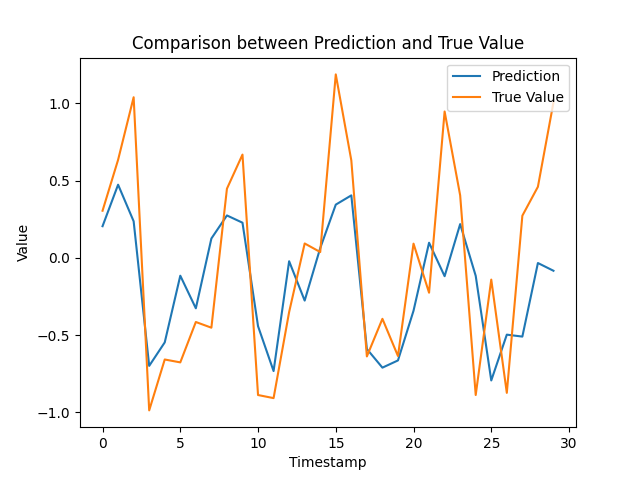 Comparison between Prediction and True Value
Prediction
True Value
1.0
0.5
0.0
−0.5
−1.0
Value
0 5 10 15 20 25 30
Timestamp